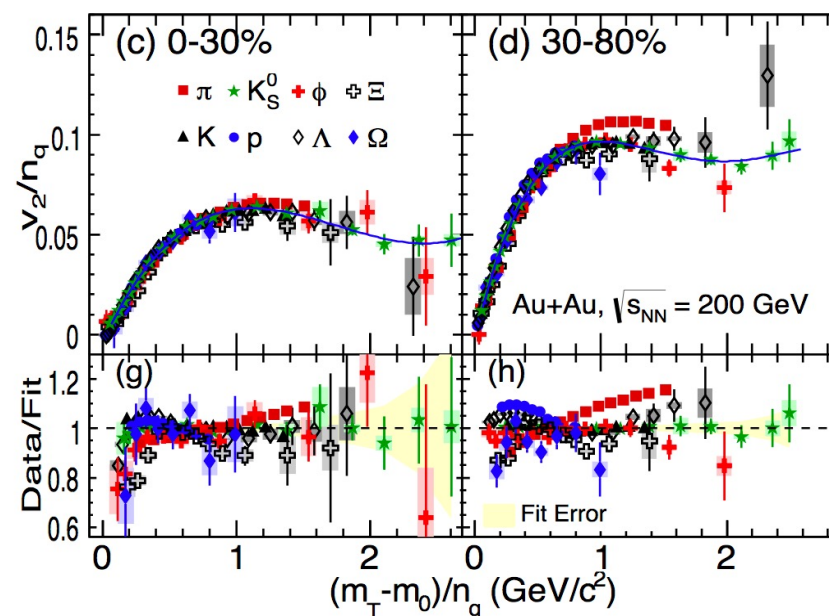 (c) 0-30%
(d) 30-80%
π K⁰_S ϕ Ξ
K p Λ Ω
v₂/n_q
0.15
0.1
0.05
0
Au+Au, √s_NN = 200 GeV
(g)
(h)
Data/Fit
1.2
1
0.8
0.6
Fit Error
0 1 2
0 1 2
(m_T-m₀)/n_q (GeV/c²)